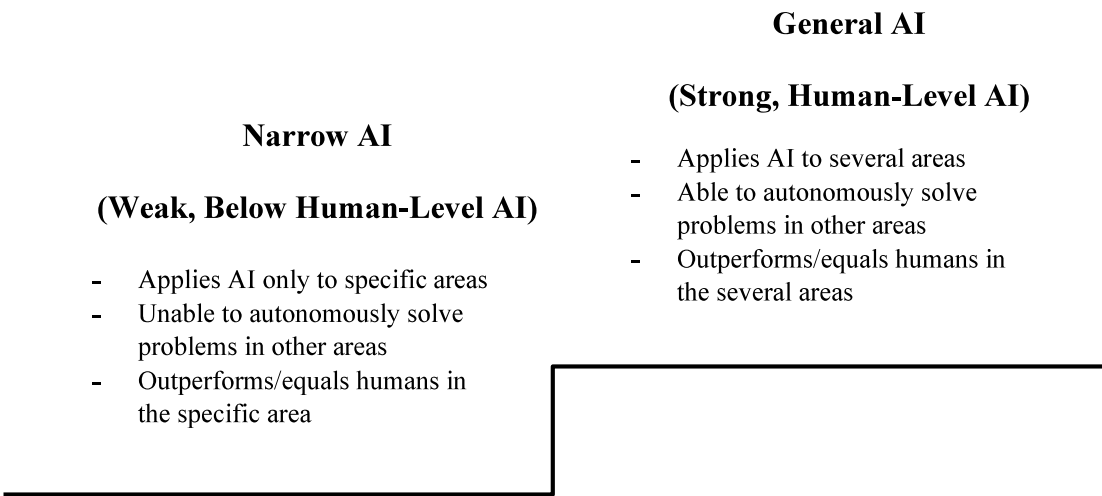 Narrow AI
(Weak, Below Human-Level AI)
- Applies AI only to specific areas
- Unable to autonomously solve
problems in other areas
- Outperforms/equals humans in
the specific area
General AI
(Strong, Human-Level AI)
- Applies AI to several areas
- Able to autonomously solve
problems in other areas
- Outperforms/equals humans in
the several areas